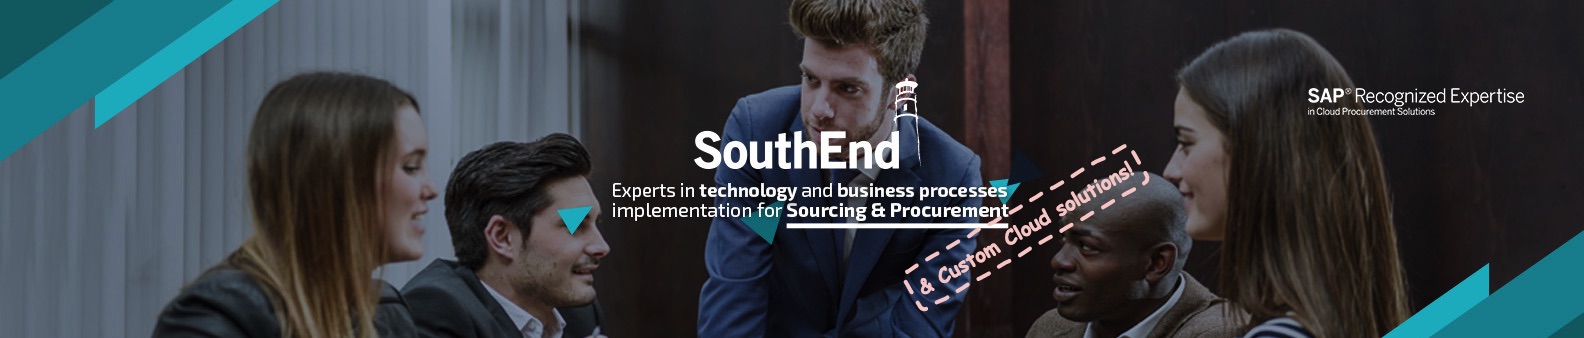 SouthEnd
Experts in technology and business processes
implementation for Sourcing & Procurement
& Custom Cloud solutions!
SAP® Recognized Expertise
in Cloud Procurement Solutions